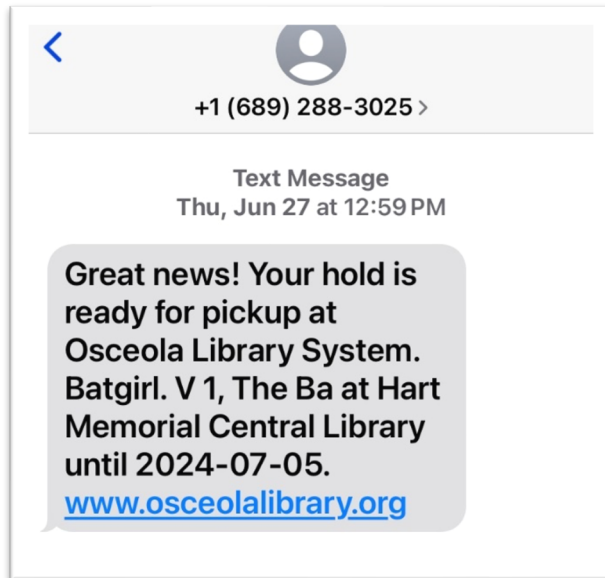 +1 (689) 288-3025 >
Text Message
Thu, Jun 27 at 12:59 PM
Great news! Your hold is
ready for pickup at
Osceola Library System.
Batgirl. V 1, The Ba at Hart
Memorial Central Library
until 2024-07-05.
www.osceolalibrary.org